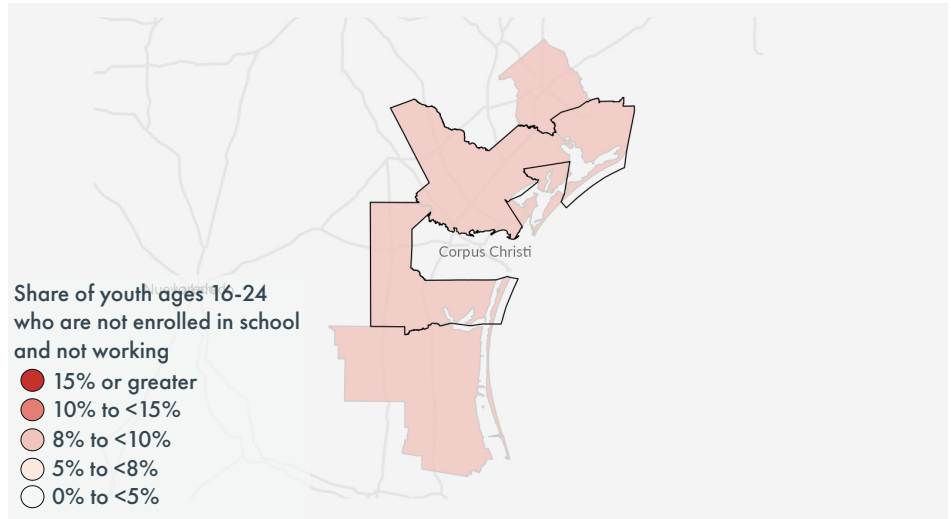 Corpus Christi
Share of youth ages 16-24
who are not enrolled in school
and not working
15% or greater
10% to <15%
8% to <10%
5% to <8%
0% to <5%